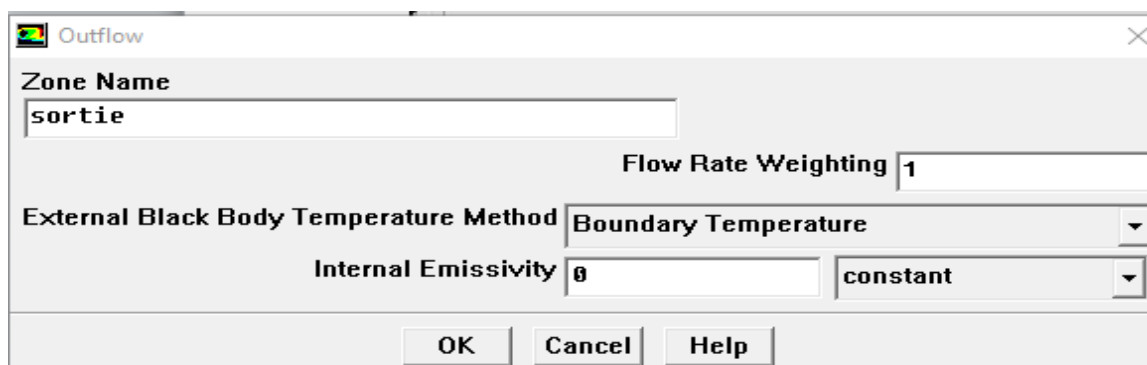 Outflow
Zone Name
sortie
Flow Rate Weighting 1
External Black Body Temperature Method Boundary Temperature
Internal Emissivity 0 constant
OK Cancel Help